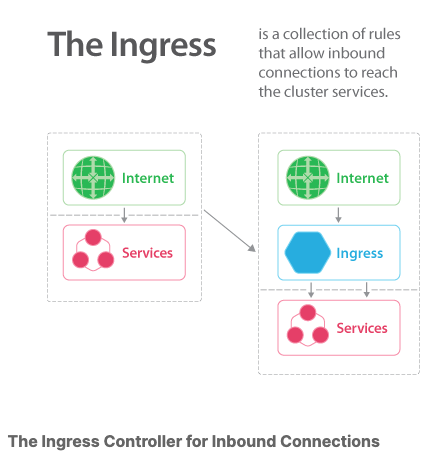 The Ingress
is a collection of rules
that allow inbound
connections to reach
the cluster services.
Internet
Services
Internet
Ingress
Services
The Ingress Controller for Inbound Connections